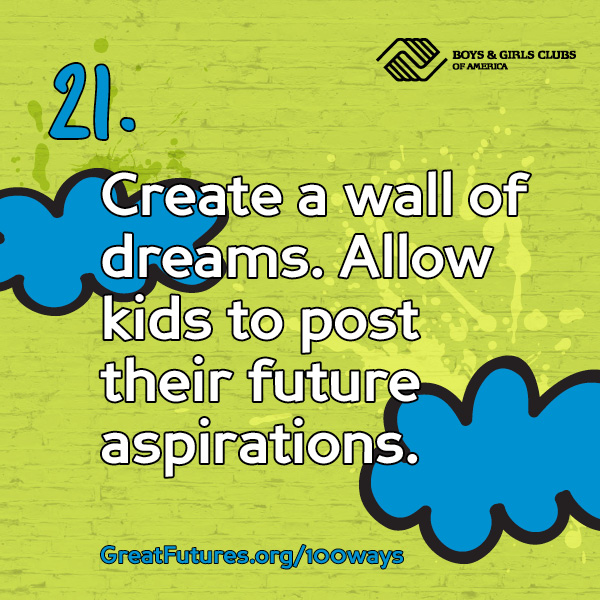 21.
BOYS & GIRLS CLUBS
OF AMERICA
Create a wall of
dreams. Allow
kids to post
their future
aspirations.
GreatFutures.org/100ways